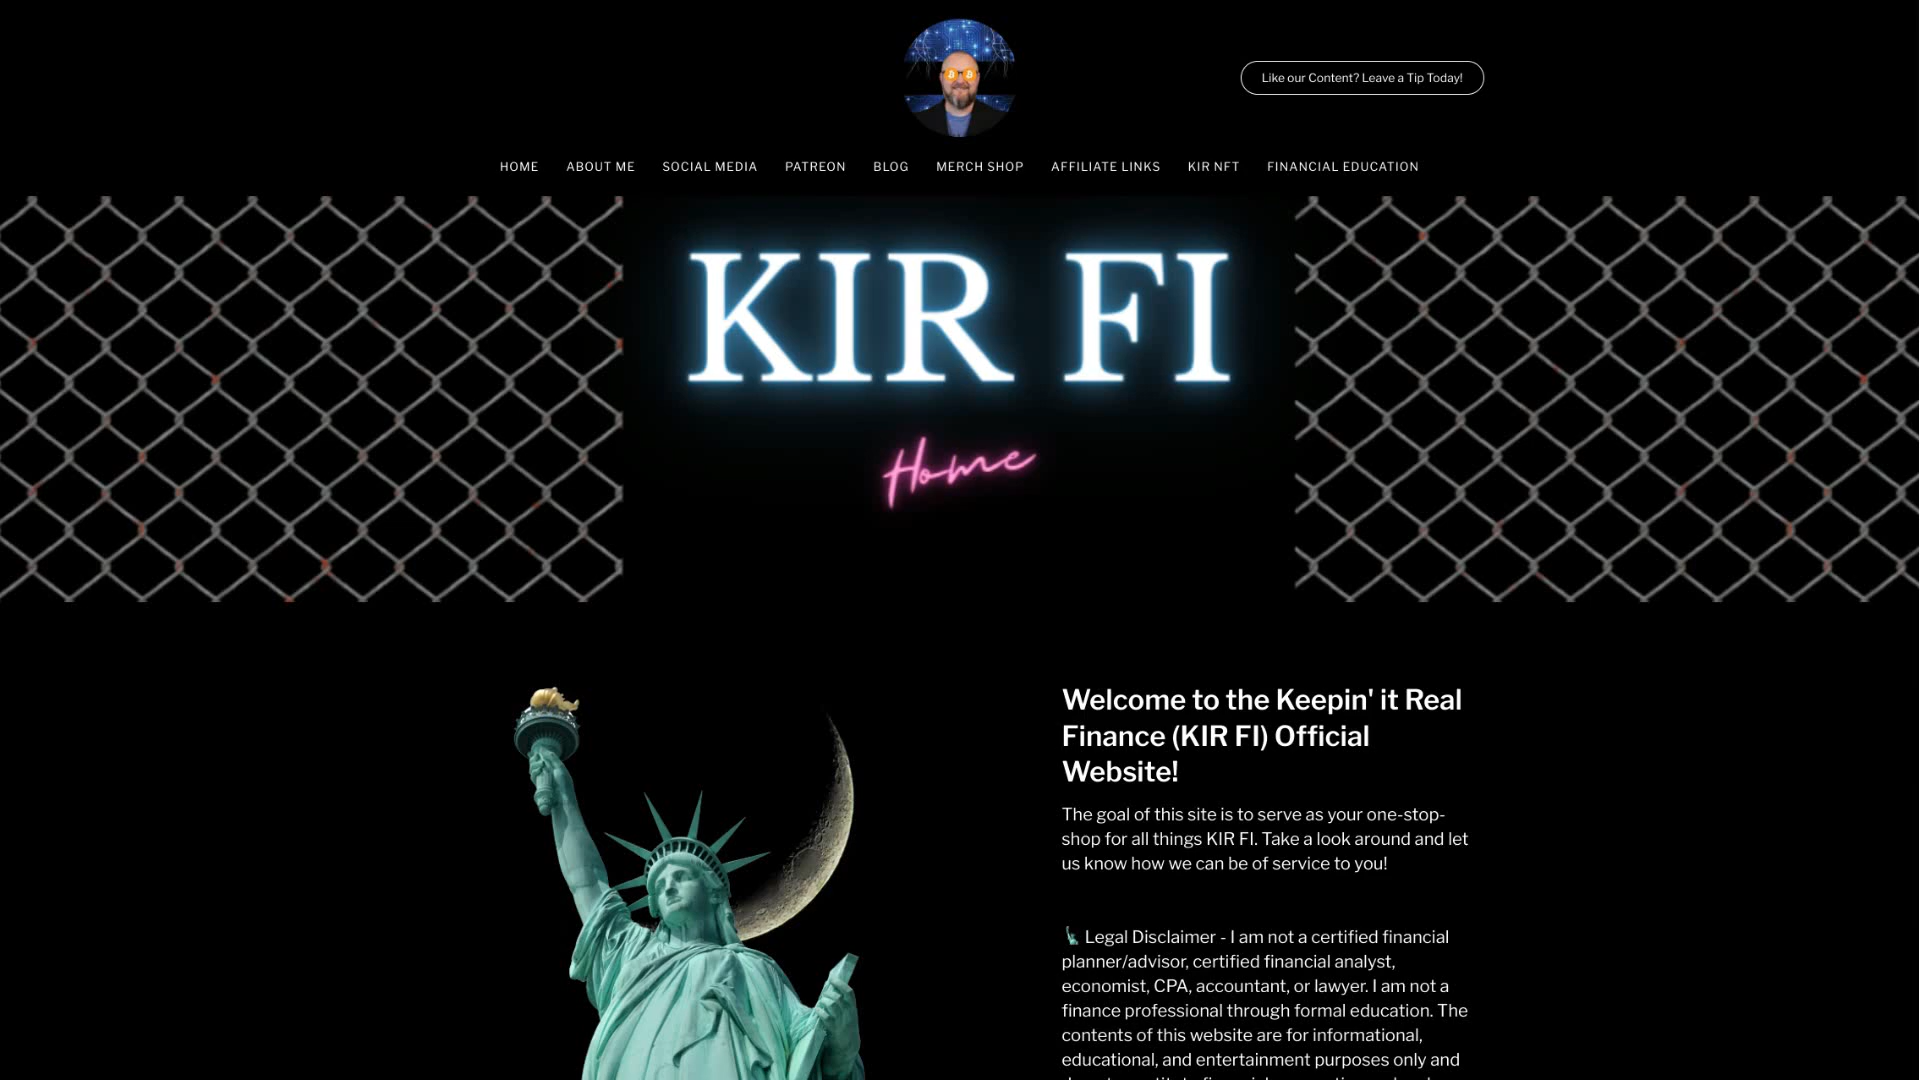 Like our Content? Leave a Tip Today!
HOME ABOUT ME SOCIAL MEDIA PATREON BLOG MERCH SHOP AFFILIATE LINKS KIR NFT FINANCIAL EDUCATION
KIR FI
Home
Welcome to the Keepin' it Real
Finance (KIR FI) Official
Website!
The goal of this site is to serve as your one-stop-
shop for all things KIR FI. Take a look around and let
us know how we can be of service to you!
🗽 Legal Disclaimer - I am not a certified financial
planner/advisor, certified financial analyst,
economist, CPA, accountant, or lawyer. I am not a
finance professional through formal education. The
contents of this website are for informational,
educational, and entertainment purposes only and